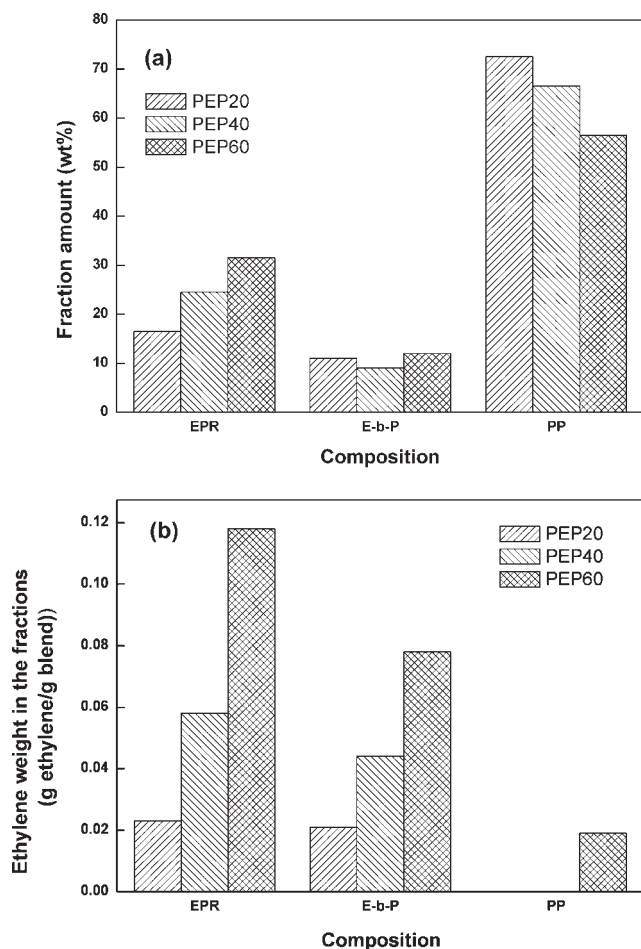 80
70
60
50
40
30
20
10
0
Fraction amount (wt%)
(a)
PEP20
PEP40
PEP60
EPR E-b-P PP
Composition
0.12
0.10
0.08
0.06
0.04
0.02
0.00
Ethylene weight in the fractions
(g ethylene/g blend))
(b)
PEP20
PEP40
PEP60
EPR E-b-P PP
Composition